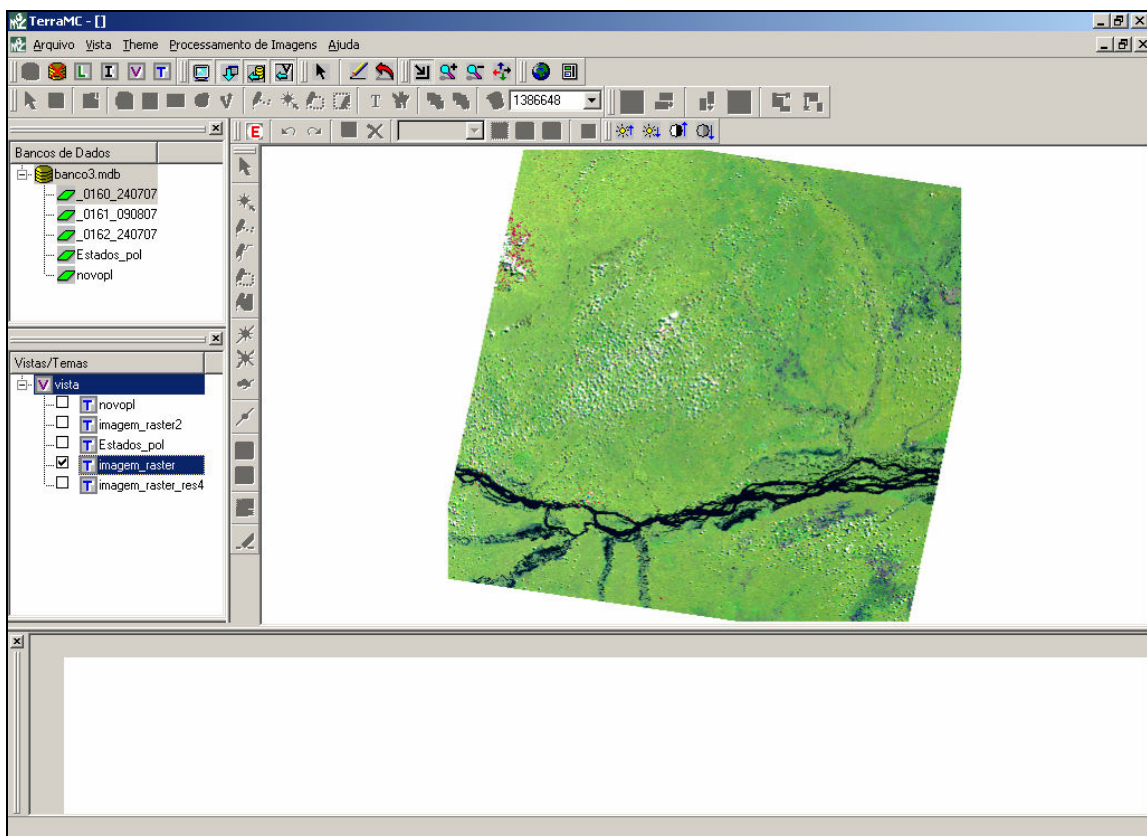 TerraMC - []
Arquivo Vista Theme Processamento de Imagens Ajuda
L I V T
T 1386648
E
Bancos de Dados
banco3.mdb
_0160_240707
_0161_090807
_0162_240707
Estados_pol
novopl
Vistas/Temas
V vista
T novopl
T imagem_raster2
T Estados_pol
T imagem_raster
T imagem_raster_res4